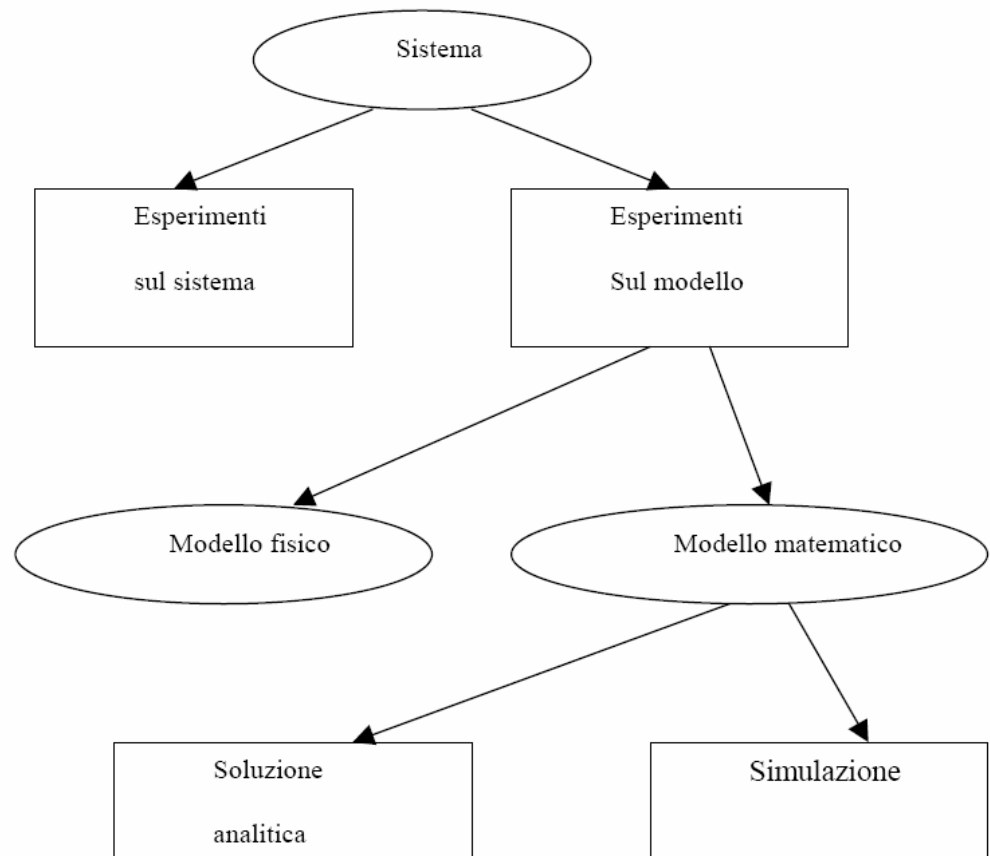 Sistema
Esperimenti
sul sistema
Esperimenti
Sul modello
Modello fisico
Modello matematico
Soluzione
analitica
Simulazione